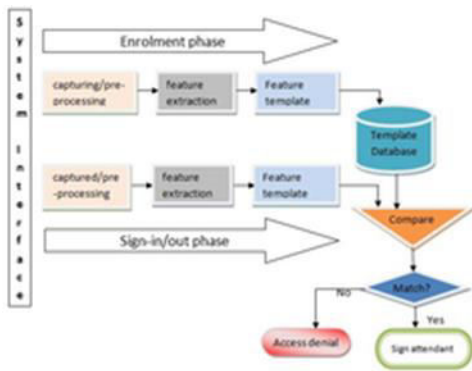 System Interface
Enrolment phase
capturing/pre-
processing
feature
extraction
Feature
template
Template
Database
captured/pre
-processing
feature
extraction
Feature
template
Compare
Sign-in/out phase
Match?
No
Yes
Access denial
Sign attendant